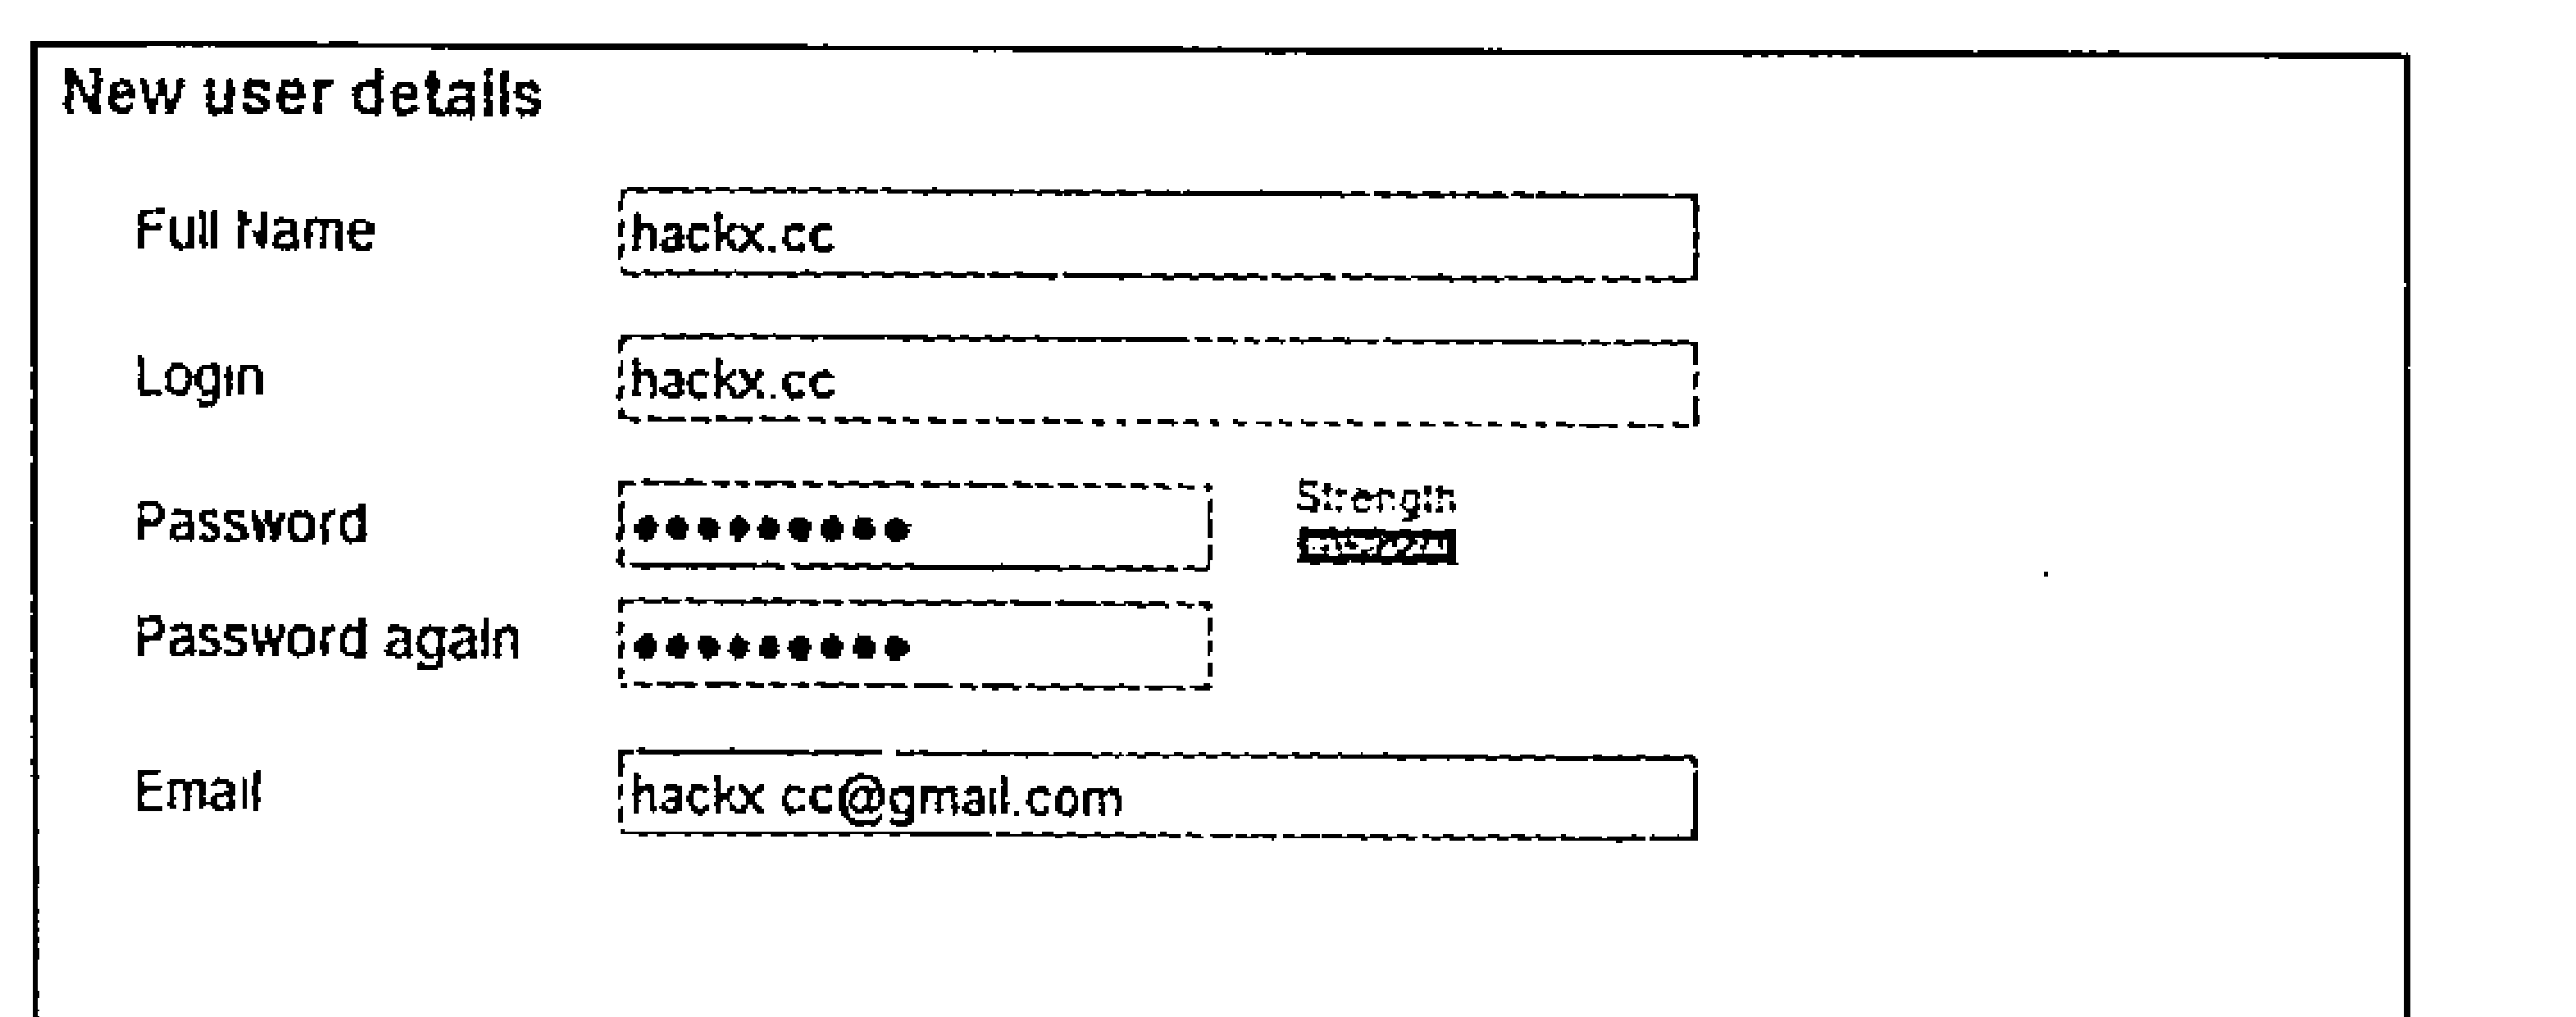 New user details
Full Name hackx.cc
Login hackx.cc
Password ●●●●●●●●● Strength
Password again ●●●●●●●●●
Email hackx cc@gmail.com